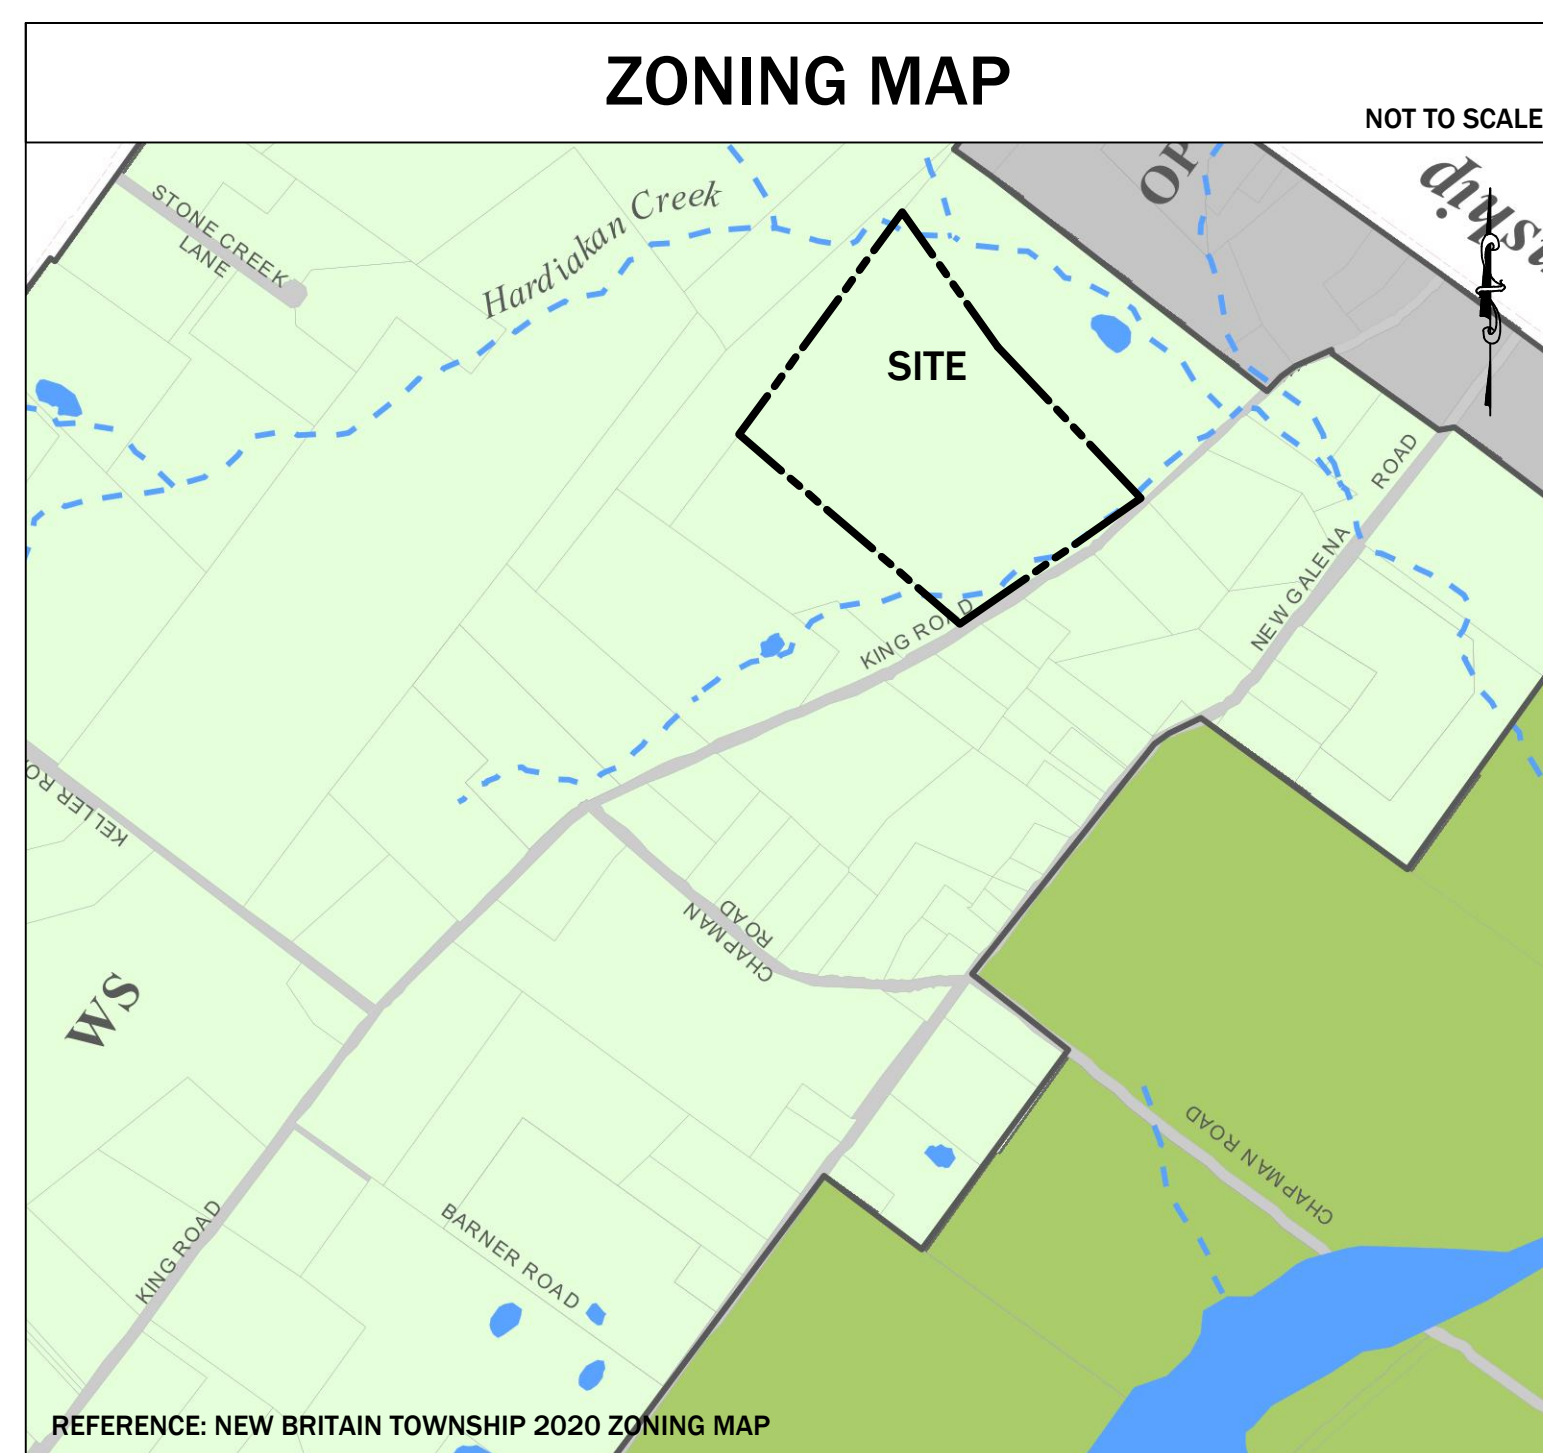 ZONING MAP
NOT TO SCALE
OP
STONE CREEK
LANE
Hardiakan Creek
SITE
ROAD
NEW GALENA
KING ROAD
KELLER RO
CHAPMAN
ROAD
WS
CHAPMAN ROAD
KING ROAD
BARNER ROAD
REFERENCE: NEW BRITAIN TOWNSHIP 2020 ZONING MAP